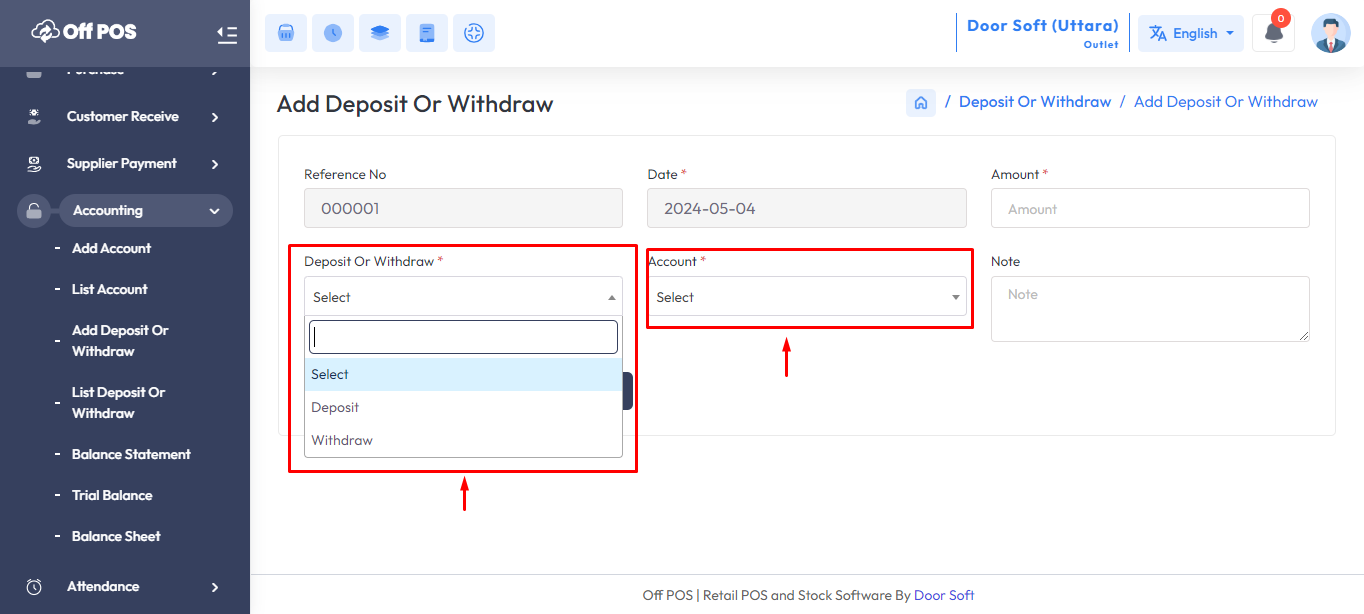 Off POS
Door Soft (Uttara)
Outlet
English
0
Purchase
Customer Receive
Supplier Payment
Accounting
- Add Account
- List Account
- Add Deposit Or
Withdraw
- List Deposit Or
Withdraw
- Balance Statement
- Trial Balance
- Balance Sheet
Attendance
Add Deposit Or Withdraw
/ Deposit Or Withdraw / Add Deposit Or Withdraw
Reference No
000001
Date *
2024-05-04
Amount *
Amount
Deposit Or Withdraw *
Select
Select
Deposit
Withdraw
Account *
Select
Note
Note
Off POS | Retail POS and Stock Software By Door Soft